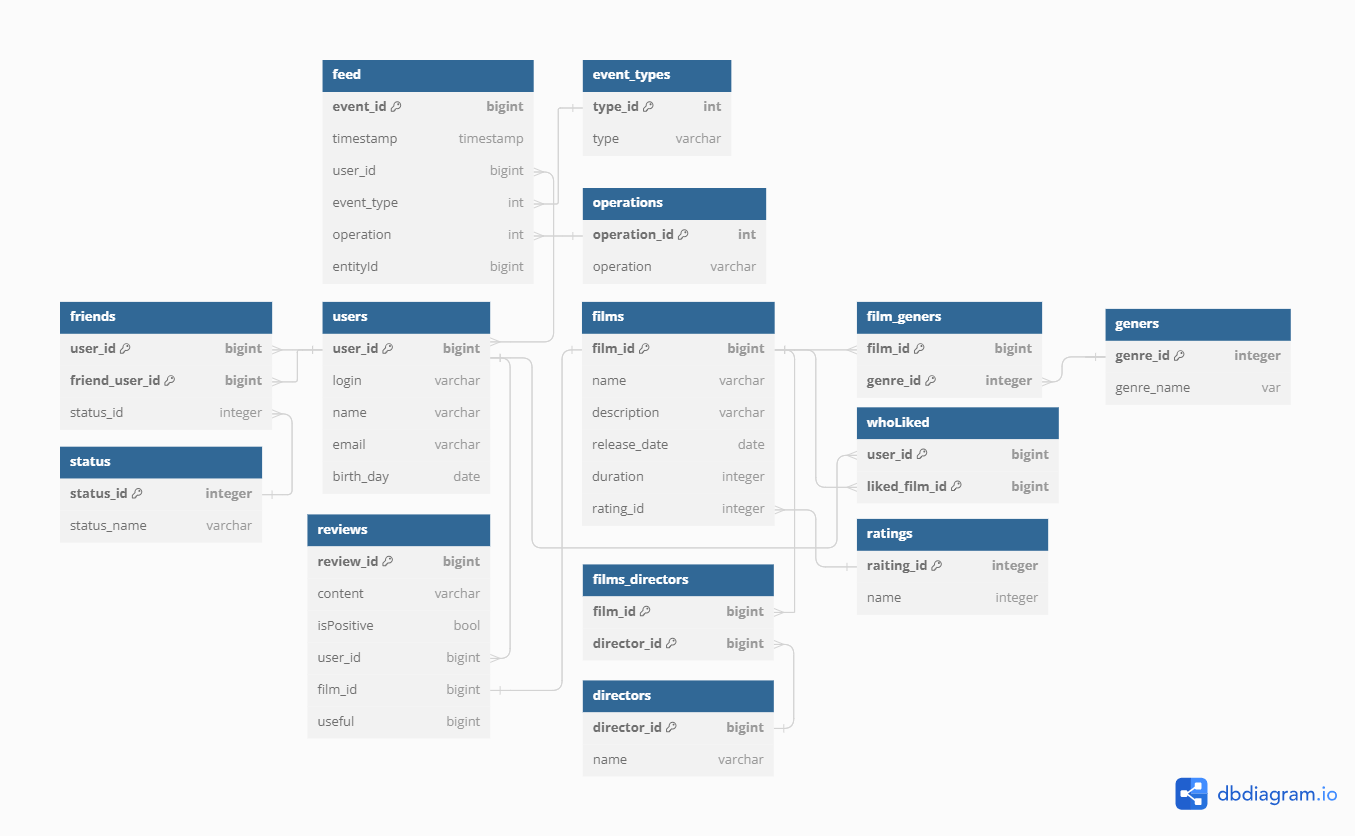 feed
event_id bigint
timestamp timestamp
user_id bigint
event_type int
operation int
entityId bigint
event_types
type_id int
type varchar
operations
operation_id int
operation varchar
friends
user_id bigint
friend_user_id bigint
status_id integer
users
user_id bigint
login varchar
name varchar
email varchar
birth_day date
films
film_id bigint
name varchar
description varchar
release_date date
duration integer
rating_id integer
film_geners
film_id bigint
genre_id integer
geners
genre_id integer
genre_name var
whoLiked
user_id bigint
liked_film_id bigint
status
status_id integer
status_name varchar
reviews
review_id bigint
content varchar
isPositive bool
user_id bigint
film_id bigint
useful bigint
ratings
raiting_id integer
name integer
films_directors
film_id bigint
director_id bigint
directors
director_id bigint
name varchar
dbdiagram.io